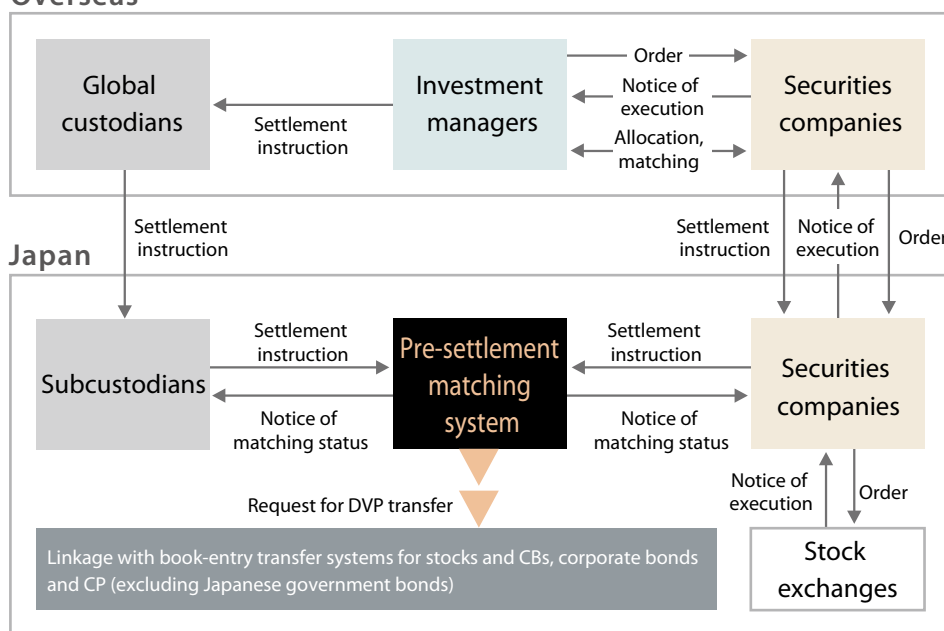 Overseas
Global
custodians
Settlement
instruction
Investment
managers
Order
Notice of
execution
Allocation,
matching
Securities
companies
Settlement
instruction
Settlement
instruction
Notice of
execution
Order
Japan
Subcustodians
Settlement
instruction
Notice of
matching status
Pre-settlement
matching
system
Settlement
instruction
Notice of
matching status
Securities
companies
Request for DVP transfer
Notice of
execution
Order
Linkage with book-entry transfer systems for stocks and CBs, corporate bonds
and CP (excluding Japanese government bonds)
Stock
exchanges